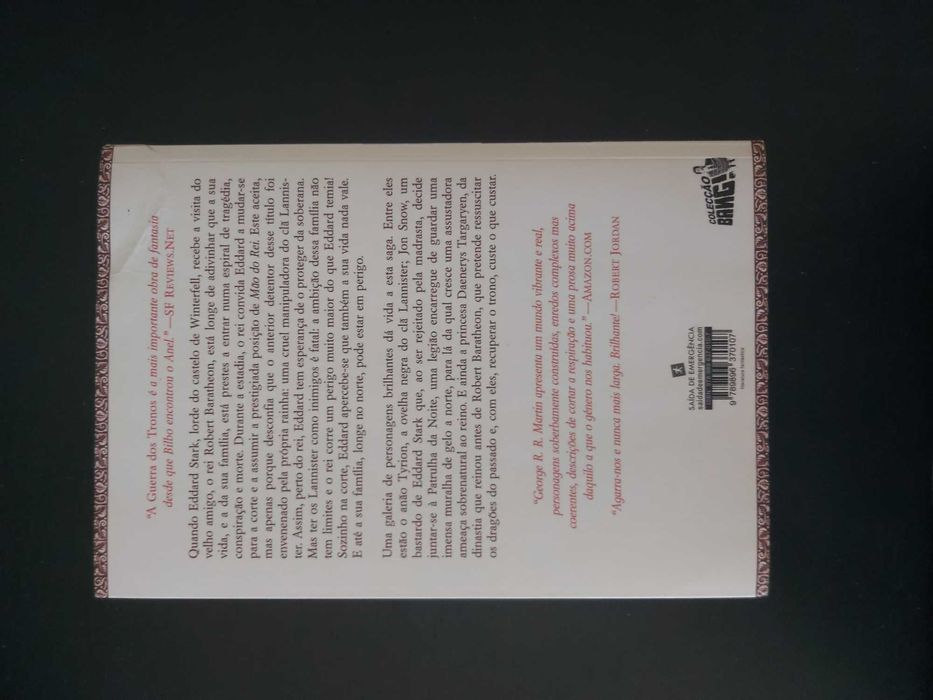 “A Guerra dos Tronos é a mais importante obra de fantasia
desde que Bilbo encontrou o Anel.” —SF Reviews.Net
Quando Eddard Stark, lorde do castelo de Winterfell, recebe a visita do
velho amigo, o rei Robert Baratheon, está longe de adivinhar que a sua
vida, e a da sua família, está prestes a entrar numa espiral de tragédia,
conspiração e morte. Durante a estadia, o rei convida Eddard a mudar-se
para a corte e a assumir a prestigiada posição de Mão do Rei. Este aceita,
mas apenas porque desconfia que o anterior detentor desse título foi
envenenado pela própria rainha: uma cruel manipuladora do clã Lannis-
ter. Assim, perto do rei, Eddard tem esperança de o proteger da soberana.
Mas ter os Lannister como inimigos é fatal: a ambição dessa família não
tem limites e o rei corre um perigo muito maior do que Eddard temia!
Sozinho na corte, Eddard apercebe-se que também a sua vida nada vale.
E até a sua família, longe no norte, pode estar em perigo.
Uma galeria de personagens brilhantes dá vida a esta saga. Entre eles
estão o anão Tyrion, a ovelha negra do clã Lannister; Jon Snow, um
bastardo de Eddard Stark que, ao ser rejeitado pela madrasta, decide
juntar-se à Patrulha da Noite, uma legião encarregue de guardar uma
imensa muralha de gelo a norte, para lá da qual cresce uma assustadora
ameaça sobrenatural ao reino. E ainda a princesa Daenerys Targaryen, da
dinastia que reinou antes de Robert Baratheon, que pretende ressuscitar
os dragões do passado e, com eles, recuperar o trono, custe o que custar.
“George R. R. Martin apresenta um mundo vibrante e real,
personagens soberbamente construídas, enredos complexos mas
coerentes, descrições de cortar a respiração e uma prosa muito acima
daquilo a que o género nos habituou.” —Amazon.com
“Agarra-nos e nunca mais larga. Brilhante!—Robert Jordan
SAÍDA DE EMERGÊNCIA
saidadeemergencia.com
9 789896 370107
COLECÇÃO
BANG!